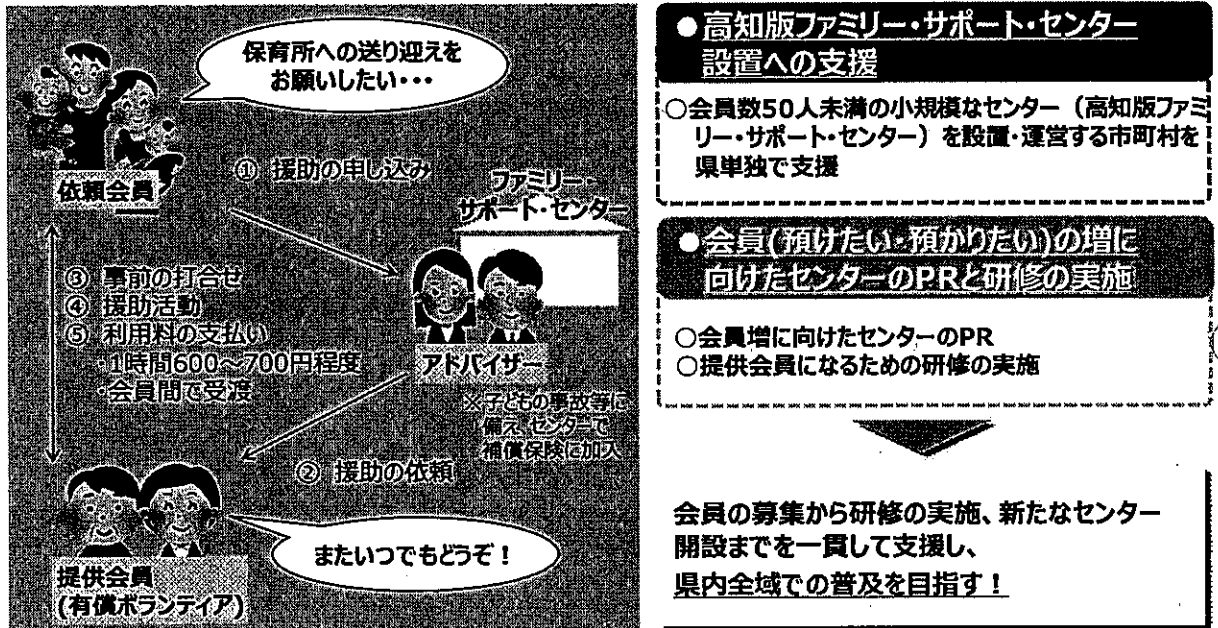 保育所への送り迎えを
お願いしたい・・・
依頼会員
① 援助の申し込み
ファミリー・
サポート・センター
③ 事前の打合せ
④ 援助活動
⑤ 利用料の支払い
・1時間600～700円程度
・会員間で受渡
アドバイザー
※子どもの事故等に
備え、センターで
補償保険に加入
② 援助の依頼
またいつでもどうぞ！
提供会員
(有償ボランティア)
●高知版ファミリー・サポート・センター
設置への支援
○会員数50人未満の小規模なセンター（高知版ファミ
リー・サポート・センター）を設置・運営する市町村を
県単独で支援
●会員(預けたい・預かりたい)の増に
向けたセンターのPRと研修の実施
○会員増に向けたセンターのPR
○提供会員になるための研修の実施
会員の募集から研修の実施、新たなセンター
開設までを一貫して支援し、
県内全域での普及を目指す！